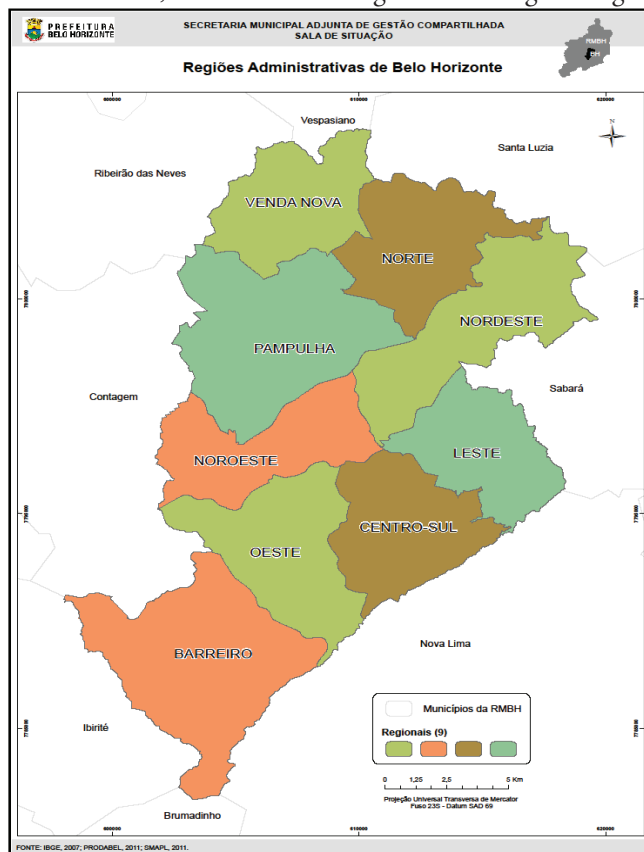 PREFEITURA
BELO HORIZONTE
SECRETARIA MUNICIPAL ADJUNTA DE GESTÃO COMPARTILHADA
SALA DE SITUAÇÃO
RMBH
BH
Regiões Administrativas de Belo Horizonte
600000
610000
620000
Vespasiano
N
Santa Luzia
Ribeirão das Neves
VENDA NOVA
NORTE
NORDESTE
PAMPULHA
Contagem
Sabará
NOROESTE
LESTE
CENTRO-SUL
OESTE
BARREIRO
Nova Lima
Ibirité
Brumadinho
Municípios da RMBH
Regionais (9)
0 1,25 2,5 5 Km
Projeção Universal Transversa de Mercator
Fuso 23S - Datum SAD 69
600000
610000
620000
FONTE: IBGE, 2007; PRODABEL, 2011; SMAPL, 2011.